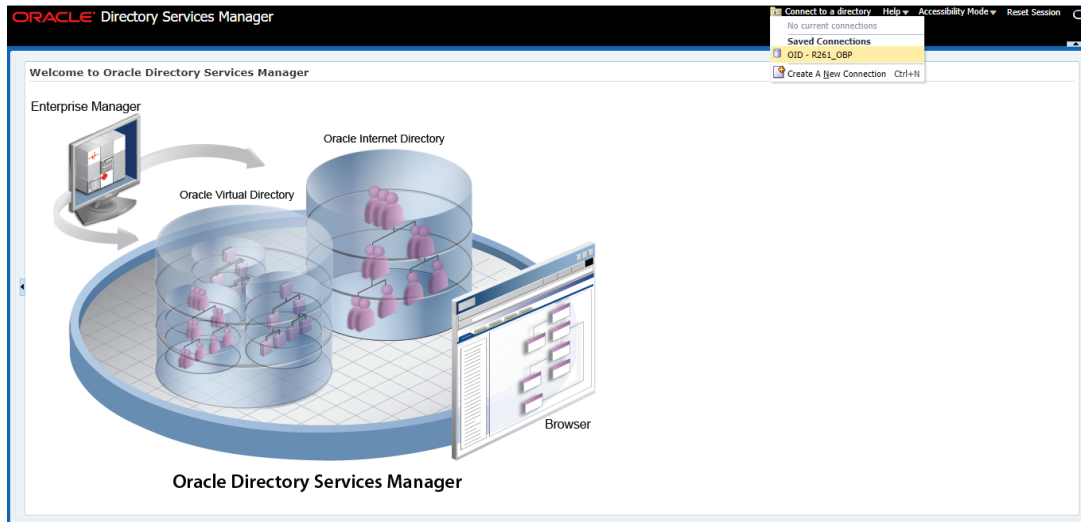 ORACLE Directory Services Manager
Connect to a directory Help Accessibility Mode Reset Session
No current connections
Saved Connections
OID - R261_OBP
Create A New Connection Ctrl+N
Welcome to Oracle Directory Services Manager
Enterprise Manager
Oracle Internet Directory
Oracle Virtual Directory
Browser
Oracle Directory Services Manager